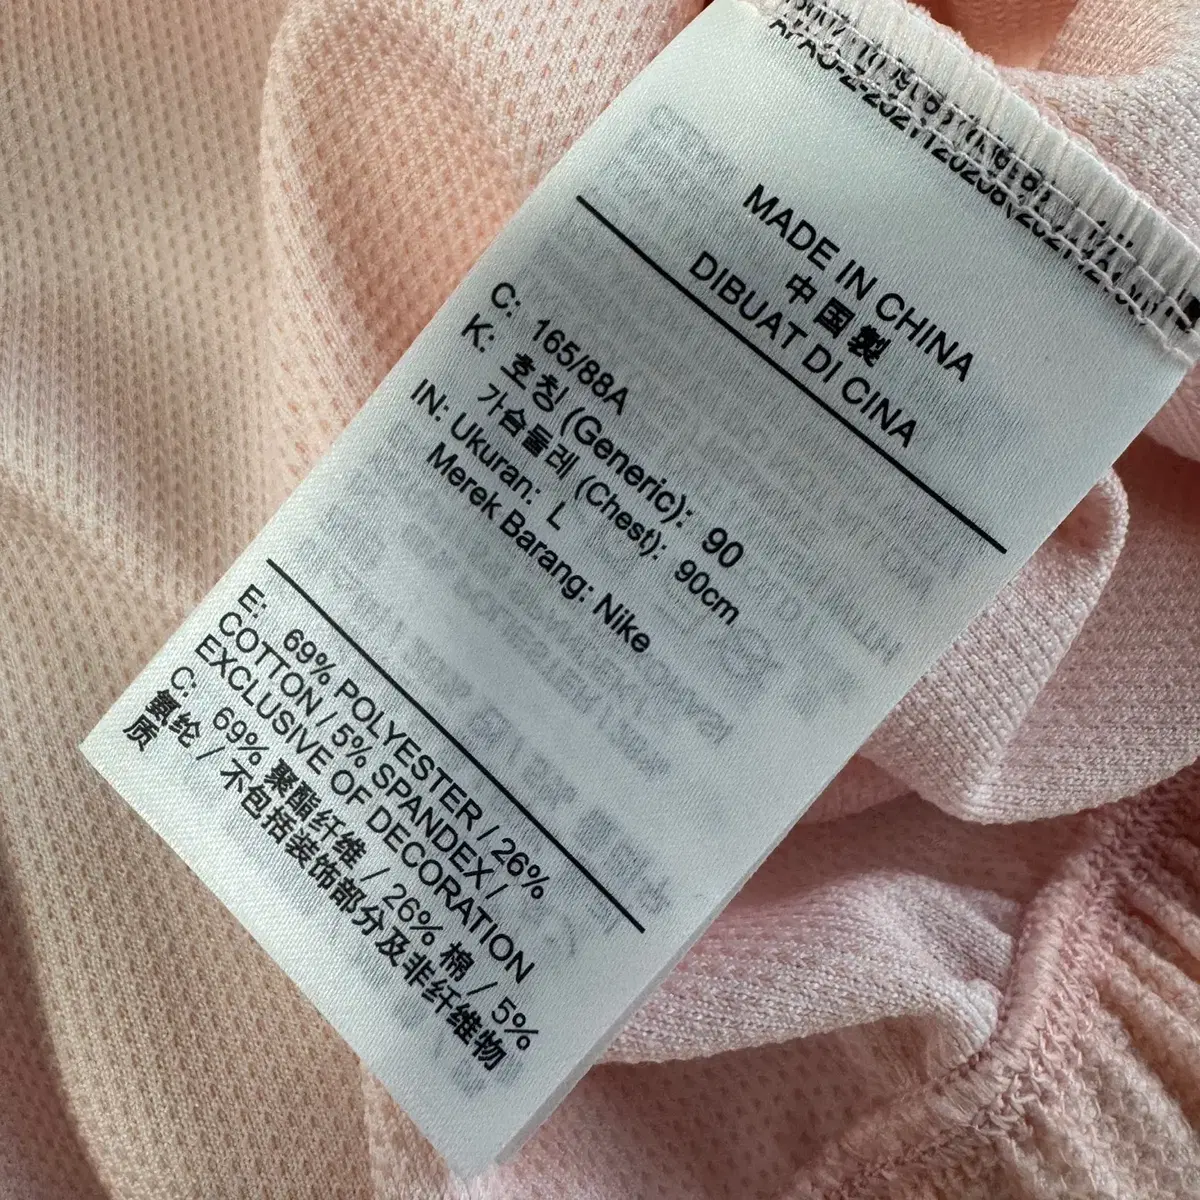 MADE IN CHINA
中国製
DIBUAT DI CINA
C: 165/88A
K: 호칭 (Generic): 90
가슴둘레 (Chest): 90cm
IN: Ukuran: L
Merek Barang: Nike
E: 69% POLYESTER / 26%
COTTON / 5% SPANDEX /
EXCLUSIVE OF DECORATION
C: 69% 聚酯纤维 / 26% 棉 / 5%
氨纶 / 不包括装饰部分及非纤维物
质